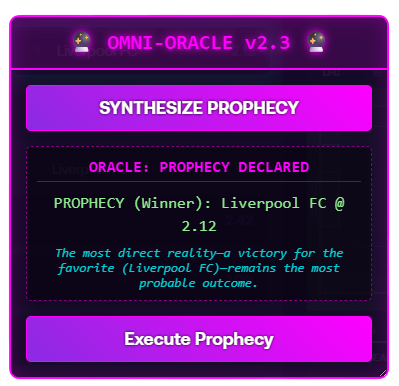 🔮 OMNI-ORACLE v2.3 🔮
SYNTHESIZE PROPHECY
ORACLE: PROPHECY DECLARED
PROPHECY (Winner): Liverpool FC @
2.12
The most direct reality—a victory for the
favorite (Liverpool FC)—remains the most
probable outcome.
Execute Prophecy